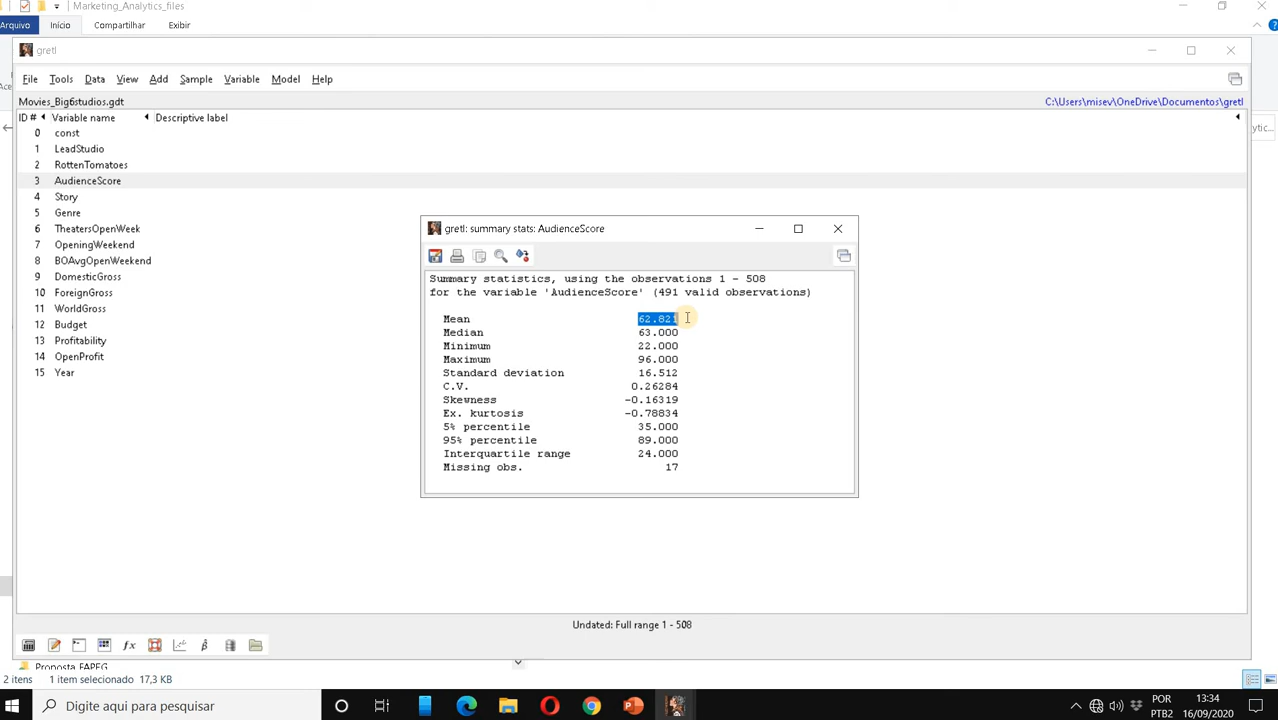 Marketing_Analytics_files
Arquivo Início Compartilhar Exibir
gretl
File Tools Data View Add Sample Variable Model Help
Movies_Big6studios.gdt C:\Users\misev\OneDrive\Documentos\gretl
ID # Variable name Descriptive label
0 const
1 LeadStudio
2 RottenTomatoes
3 AudienceScore
4 Story
5 Genre
6 TheatersOpenWeek
7 OpeningWeekend
8 BOAvgOpenWeekend
9 DomesticGross
10 ForeignGross
11 WorldGross
12 Budget
13 Profitability
14 OpenProfit
15 Year
gretl: summary stats: AudienceScore
Summary statistics, using the observations 1 - 508
for the variable 'AudienceScore' (491 valid observations)
Mean 62.821
Median 63.000
Minimum 22.000
Maximum 96.000
Standard deviation 16.512
C.V. 0.26284
Skewness -0.16319
Ex. kurtosis -0.78834
5% percentile 35.000
95% percentile 89.000
Interquartile range 24.000
Missing obs. 17
Undated: Full range 1 - 508
Proposta FAPEG
2 itens 1 item selecionado 17,3 KB
Digite aqui para pesquisar
POR
PTB2
13:34
16/09/2020